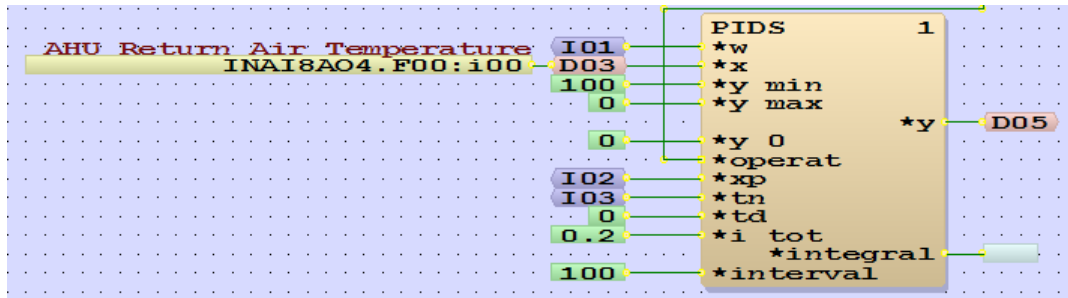 PIDS 1
AHU Return Air Temperature I01 *w
INAI8AO4.F00:i00 D03 *x
100 *y min
0 *y max
*y D05
0 *y 0
*operat
I02 *xp
I03 *tn
0 *td
0.2 *i tot
*integral
100 *interval